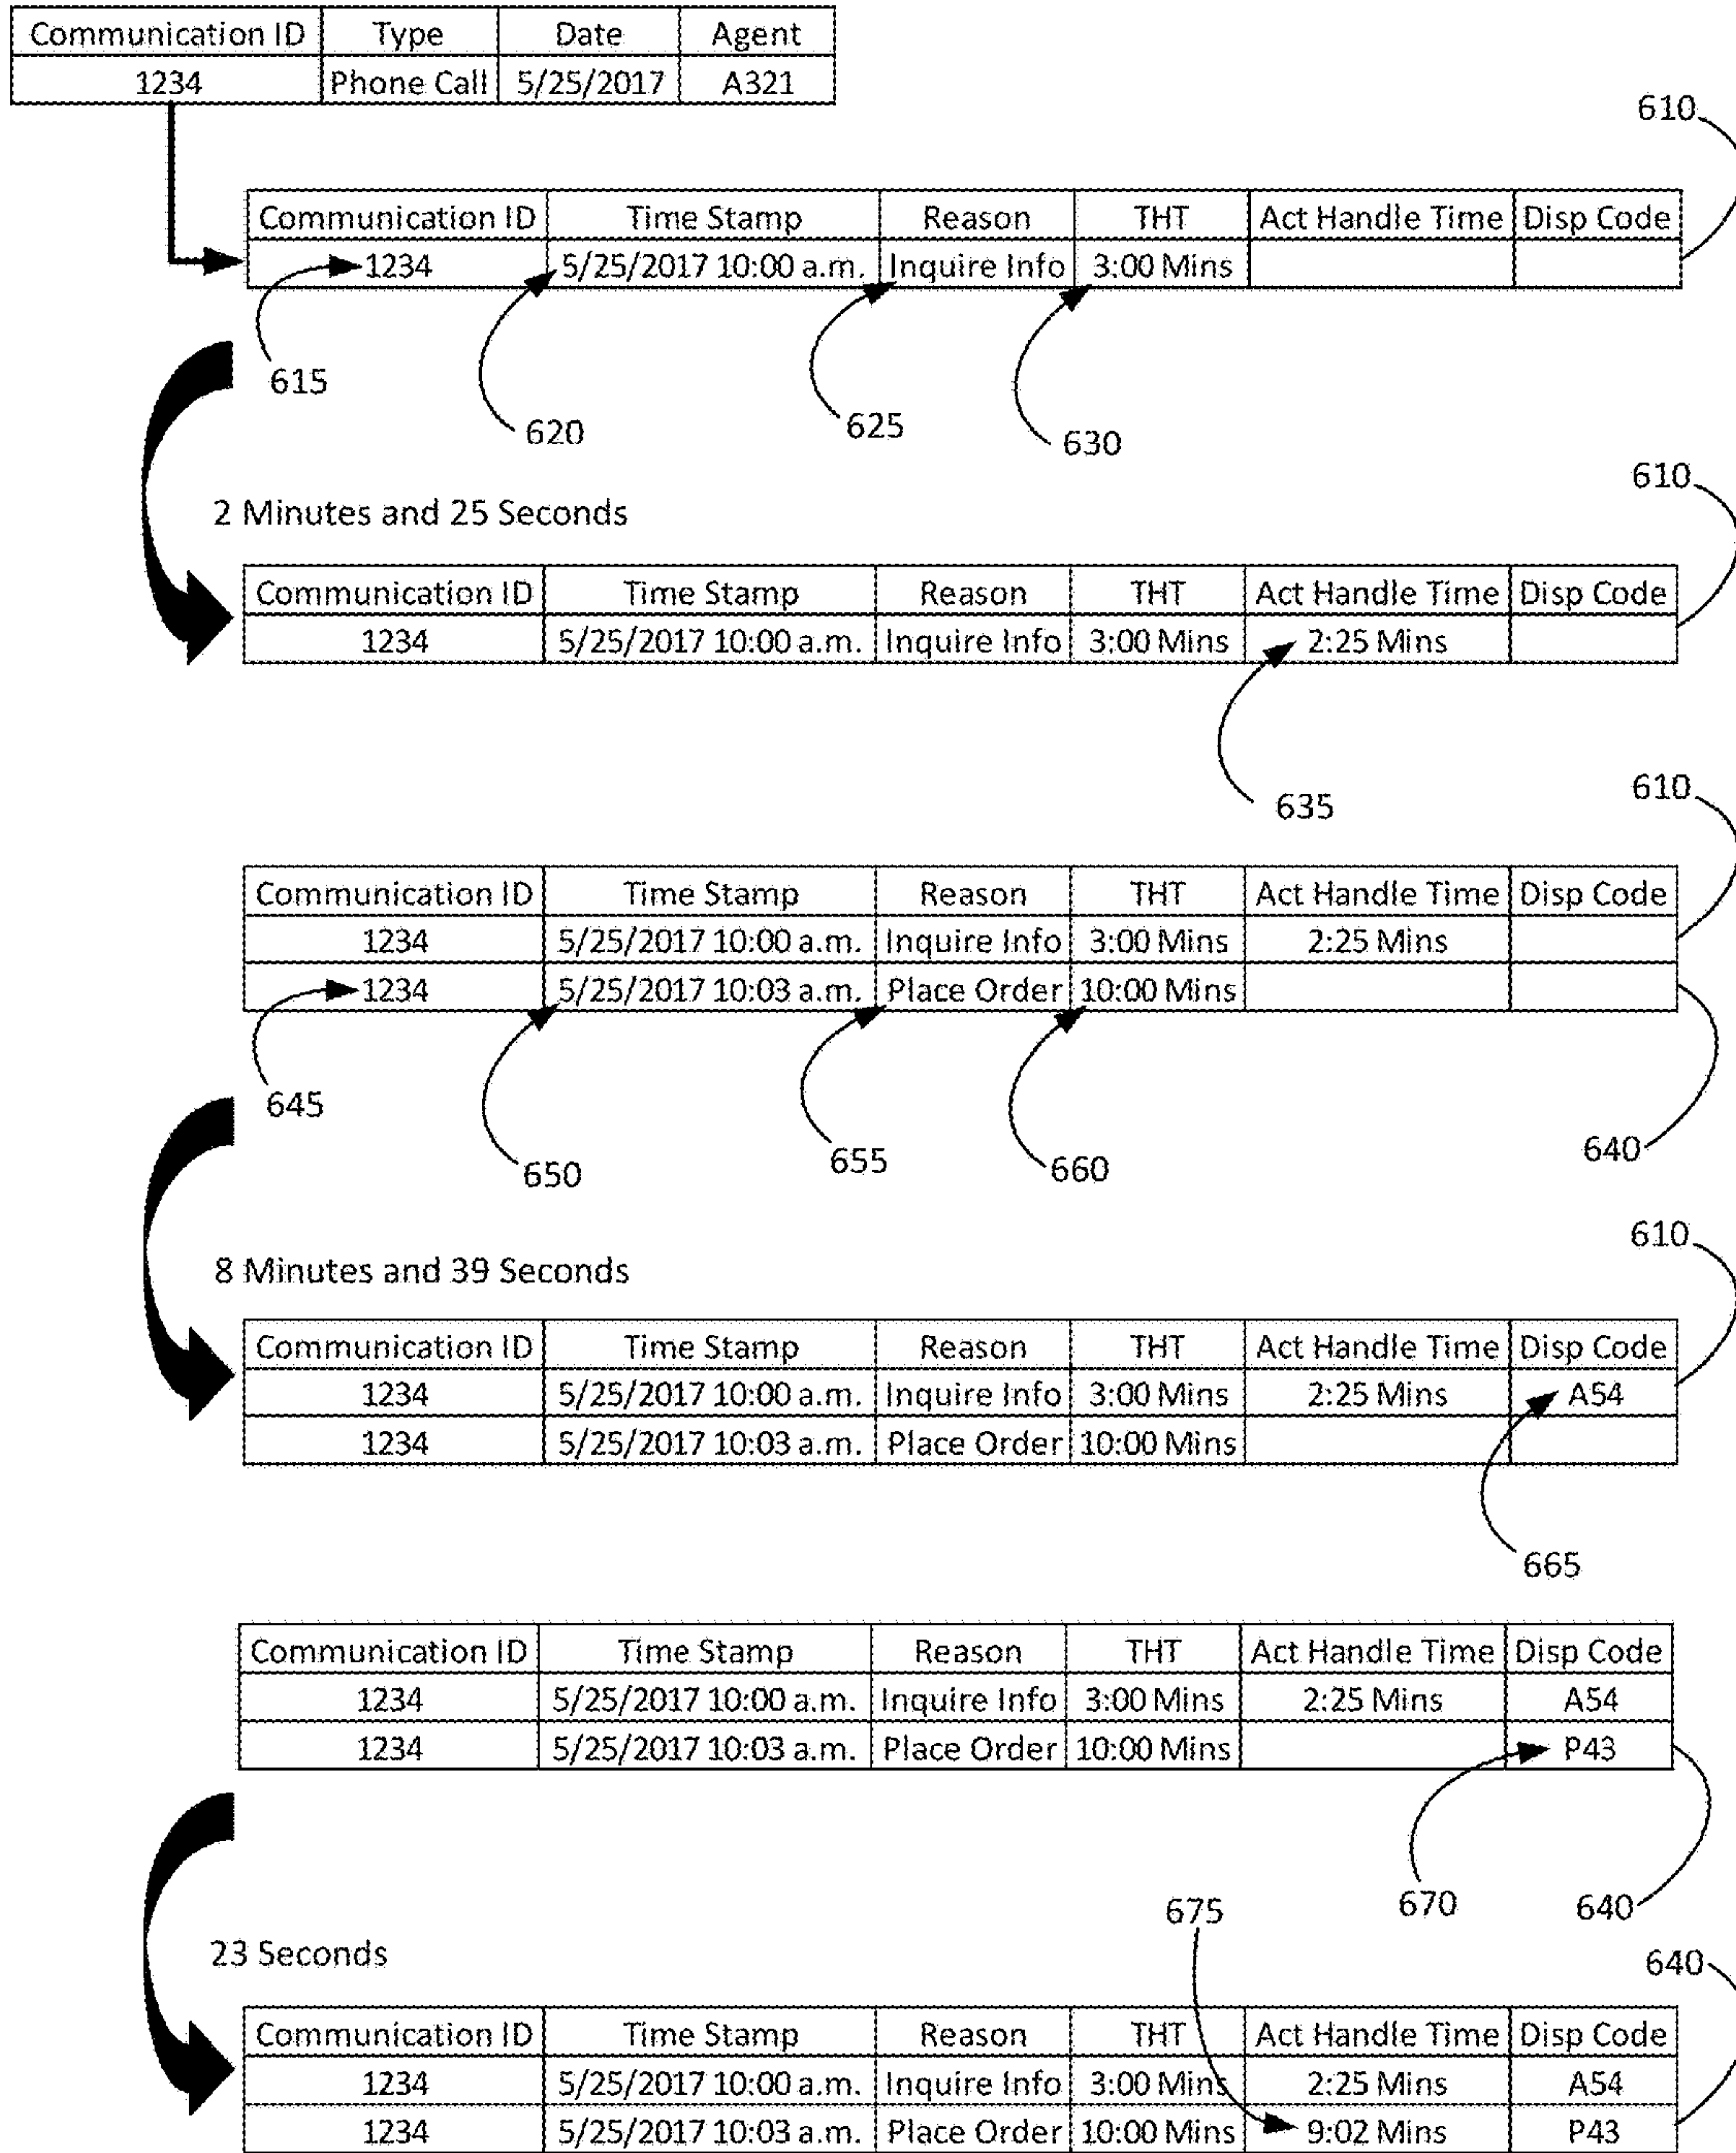 Communication ID Type Date Agent
1234 Phone Call 5/25/2017 A321
610
Communication ID Time Stamp Reason THT Act Handle Time Disp Code
1234 5/25/2017 10:00 a.m. Inquire Info 3:00 Mins
615
620
625
630
610
2 Minutes and 25 Seconds
Communication ID Time Stamp Reason THT Act Handle Time Disp Code
1234 5/25/2017 10:00 a.m. Inquire Info 3:00 Mins 2:25 Mins
635
610
Communication ID Time Stamp Reason THT Act Handle Time Disp Code
1234 5/25/2017 10:00 a.m. Inquire Info 3:00 Mins 2:25 Mins
1234 5/25/2017 10:03 a.m. Place Order 10:00 Mins
645
650
655
660
640
610
8 Minutes and 39 Seconds
Communication ID Time Stamp Reason THT Act Handle Time Disp Code
1234 5/25/2017 10:00 a.m. Inquire Info 3:00 Mins 2:25 Mins A54
1234 5/25/2017 10:03 a.m. Place Order 10:00 Mins
665
Communication ID Time Stamp Reason THT Act Handle Time Disp Code
1234 5/25/2017 10:00 a.m. Inquire Info 3:00 Mins 2:25 Mins A54
1234 5/25/2017 10:03 a.m. Place Order 10:00 Mins P43
675
670
640
23 Seconds
640
Communication ID Time Stamp Reason THT Act Handle Time Disp Code
1234 5/25/2017 10:00 a.m. Inquire Info 3:00 Mins 2:25 Mins A54
1234 5/25/2017 10:03 a.m. Place Order 10:00 Mins 9:02 Mins P43